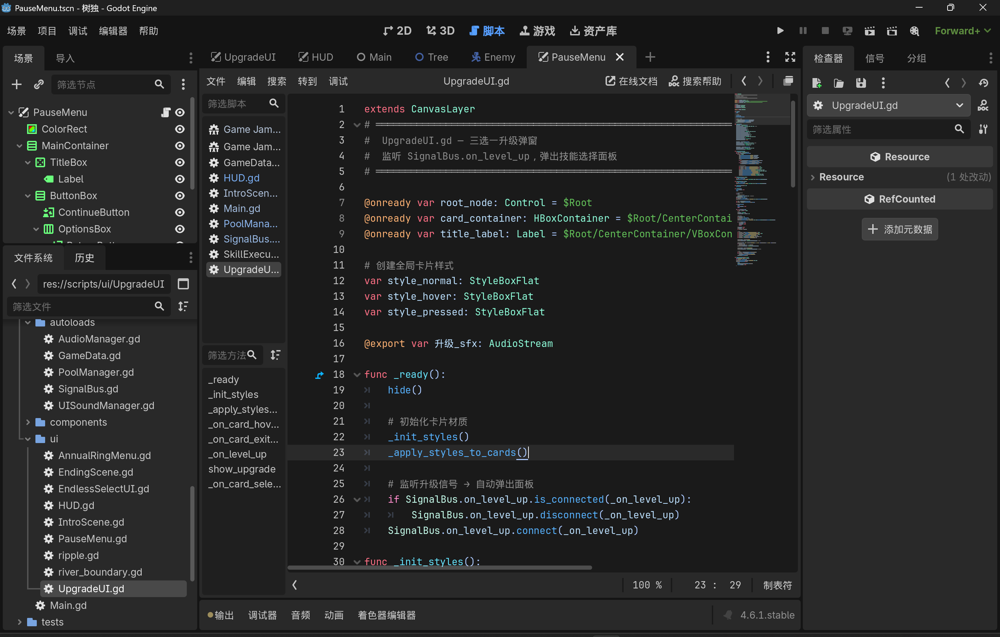 PauseMenu.tscn - 树独 - Godot Engine
场景 项目 调试 编辑器 帮助
2D 3D 脚本 游戏 资产库
Forward+
场景 导入
筛选节点
PauseMenu
ColorRect
MainContainer
TitleBox
Label
ButtonBox
ContinueButton
OptionsBox
文件系统 历史
res://scripts/ui/UpgradeUI
筛选文件
autoloads
AudioManager.gd
GameData.gd
PoolManager.gd
SignalBus.gd
UISoundManager.gd
components
ui
AnnualRingMenu.gd
EndingScene.gd
EndlessSelectUI.gd
HUD.gd
IntroScene.gd
PauseMenu.gd
ripple.gd
river_boundary.gd
UpgradeUI.gd
Main.gd
tests
UpgradeUI HUD Main Tree Enemy PauseMenu
文件 编辑 搜索 转到 调试 UpgradeUI.gd 在线文档 搜索帮助
筛选脚本
Game Jam...
Game Jam...
GameData...
HUD.gd
IntroScen...
Main.gd
PoolMana...
SignalBus....
SkillExecu...
UpgradeU...
筛选方法
_ready
_init_styles
_apply_styles...
_on_card_hov...
_on_card_exit...
_on_level_up
show_upgrade
_on_card_sele...
1 extends CanvasLayer
2 # ═════════════════════════════════════════════════════════════
3 # UpgradeUI.gd — 三选一升级弹窗
4 # 监听 SignalBus.on_level_up，弹出技能选择面板
5 # ═════════════════════════════════════════════════════════════
6
7 @onready var root_node: Control = $Root
8 @onready var card_container: HBoxContainer = $Root/CenterContai
9 @onready var title_label: Label = $Root/CenterContainer/VBoxCon
10
11 # 创建全局卡片样式
12 var style_normal: StyleBoxFlat
13 var style_hover: StyleBoxFlat
14 var style_pressed: StyleBoxFlat
15
16 @export var 升级_sfx: AudioStream
17
18 func _ready():
19 hide()
20
21 # 初始化卡片材质
22 _init_styles()
23 _apply_styles_to_cards()
24
25 # 监听升级信号 → 自动弹出面板
26 if SignalBus.on_level_up.is_connected(_on_level_up):
27 SignalBus.on_level_up.disconnect(_on_level_up)
28 SignalBus.on_level_up.connect(_on_level_up)
29
30 func _init_styles():
100 % 23 : 29 制表符
输出 调试器 音频 动画 着色器编辑器 4.6.1.stable
检查器 信号 分组
UpgradeUI.gd
筛选属性
Resource
Resource (1 处改动)
RefCounted
添加元数据